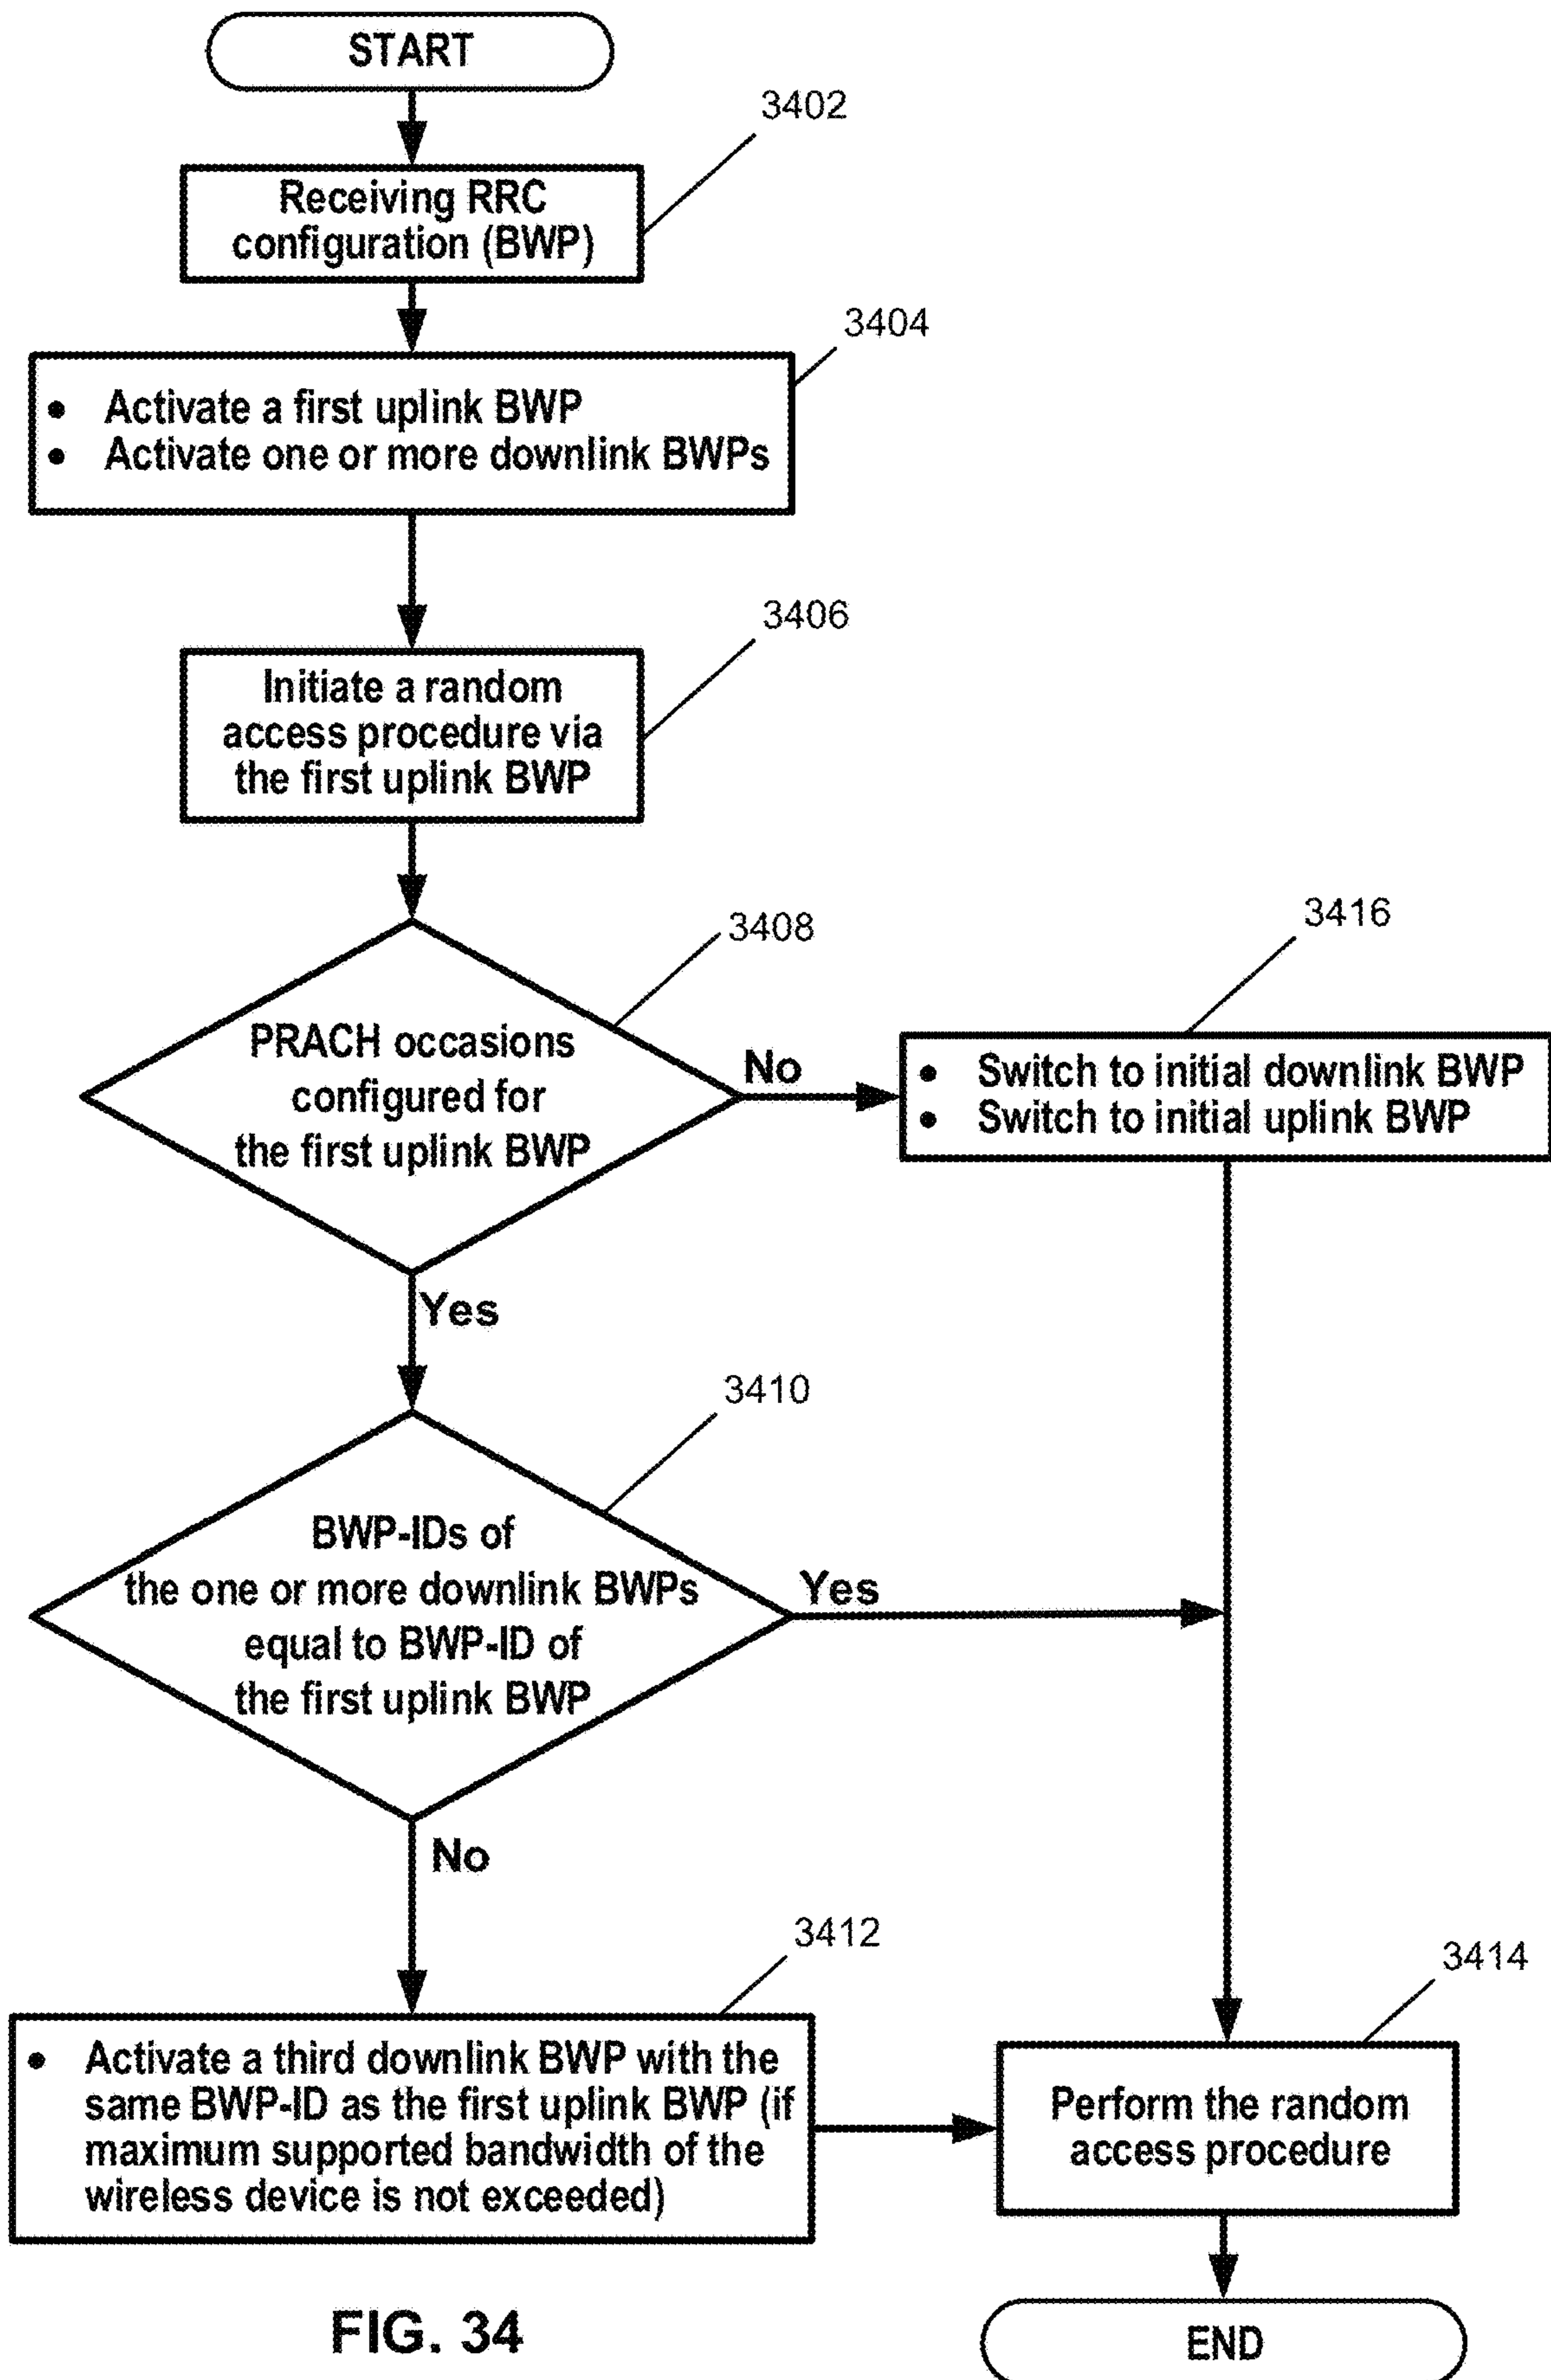 START
3402
Receiving RRC
configuration (BWP)
3404
• Activate a first uplink BWP
• Activate one or more downlink BWPs
3406
Initiate a random
access procedure via
the first uplink BWP
3408
PRACH occasions
configured for
the first uplink BWP
No
3416
• Switch to initial downlink BWP
• Switch to initial uplink BWP
Yes
3410
BWP-IDs of
the one or more downlink BWPs
equal to BWP-ID of
the first uplink BWP
Yes
No
3412
• Activate a third downlink BWP with the
same BWP-ID as the first uplink BWP (if
maximum supported bandwidth of the
wireless device is not exceeded)
3414
Perform the random
access procedure
END
FIG. 34